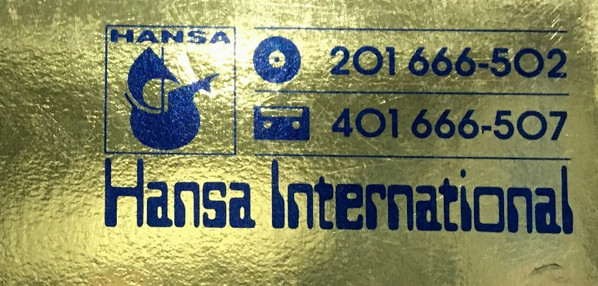 HANSA
201 666-502
401 666-507
Hansa International